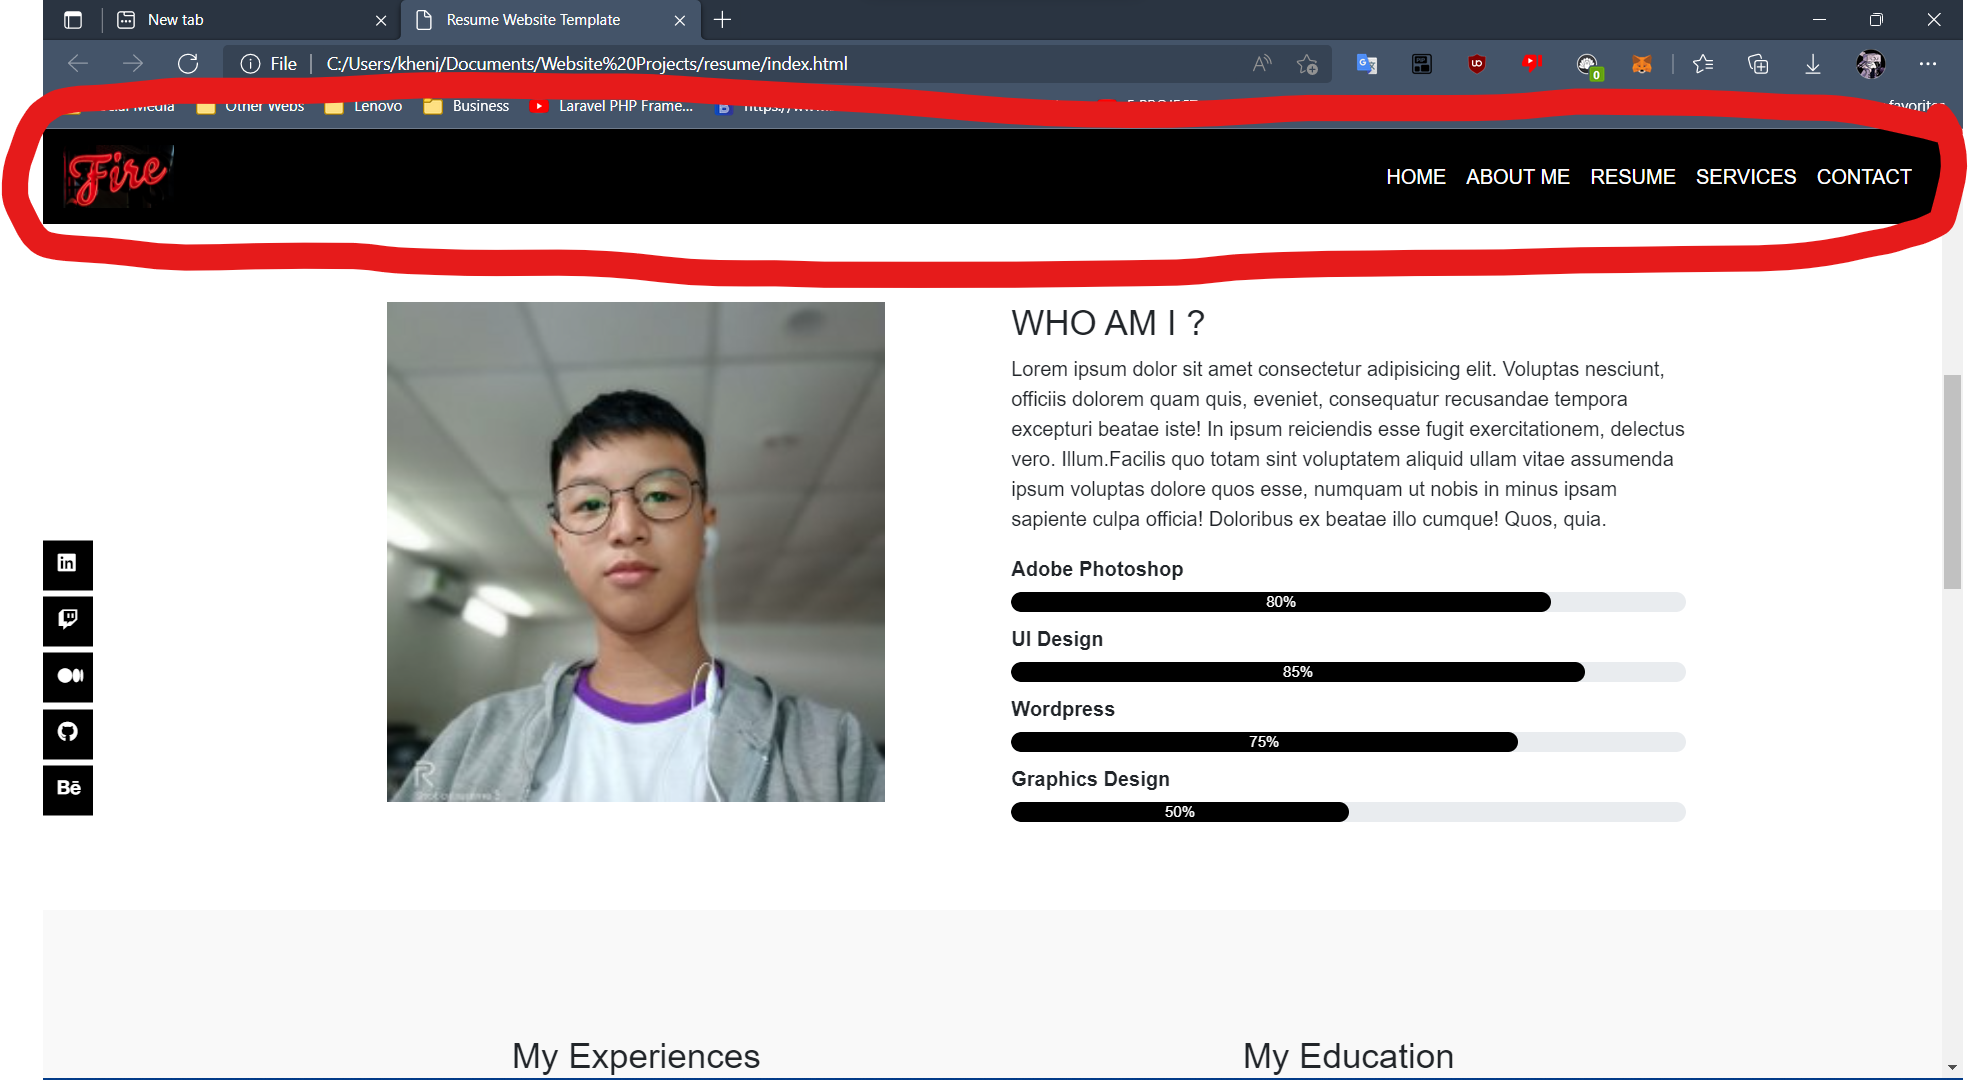 New tab
Resume Website Template
File
C:/Users/khenj/Documents/Website%20Projects/resume/index.html
0
Media
Other Webs
Lenovo
Business
Laravel PHP Frame...
favorites
Fire
HOME
ABOUT ME
RESUME
SERVICES
CONTACT
WHO AM I ?
Lorem ipsum dolor sit amet consectetur adipisicing elit. Voluptas nesciunt,
officiis dolorem quam quis, eveniet, consequatur recusandae tempora
excepturi beatae iste! In ipsum reiciendis esse fugit exercitationem, delectus
vero. Illum.Facilis quo totam sint voluptatem aliquid ullam vitae assumenda
ipsum voluptas dolore quos esse, numquam ut nobis in minus ipsam
sapiente culpa officia! Doloribus ex beatae illo cumque! Quos, quia.
Adobe Photoshop
80%
UI Design
85%
Wordpress
75%
Graphics Design
50%
in
Bē
R
My Experiences
My Education